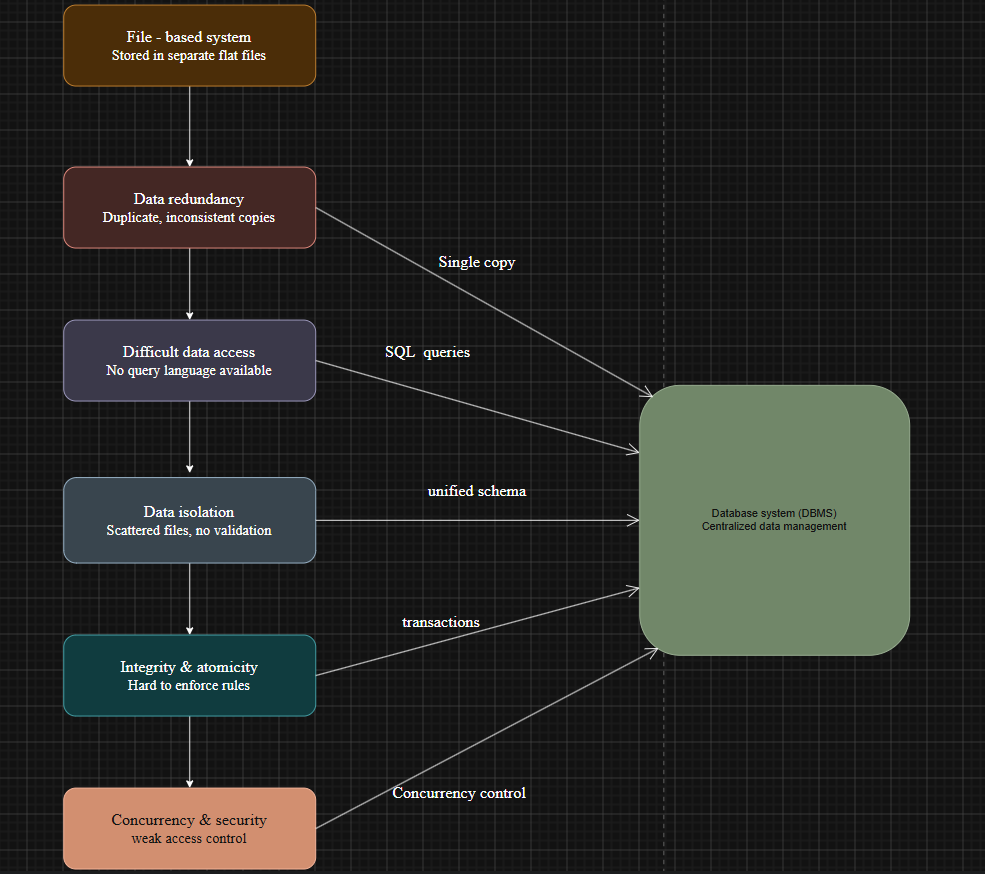 File - based system
Stored in separate flat files
Data redundancy
Duplicate, inconsistent copies
Single copy
Difficult data access
No query language available
SQL  queries
unified schema
Data isolation
Scattered files, no validation
Database system (DBMS)
Centralized data management
transactions
Integrity & atomicity
Hard to enforce rules
Concurrency control
Concurrency & security
weak access control